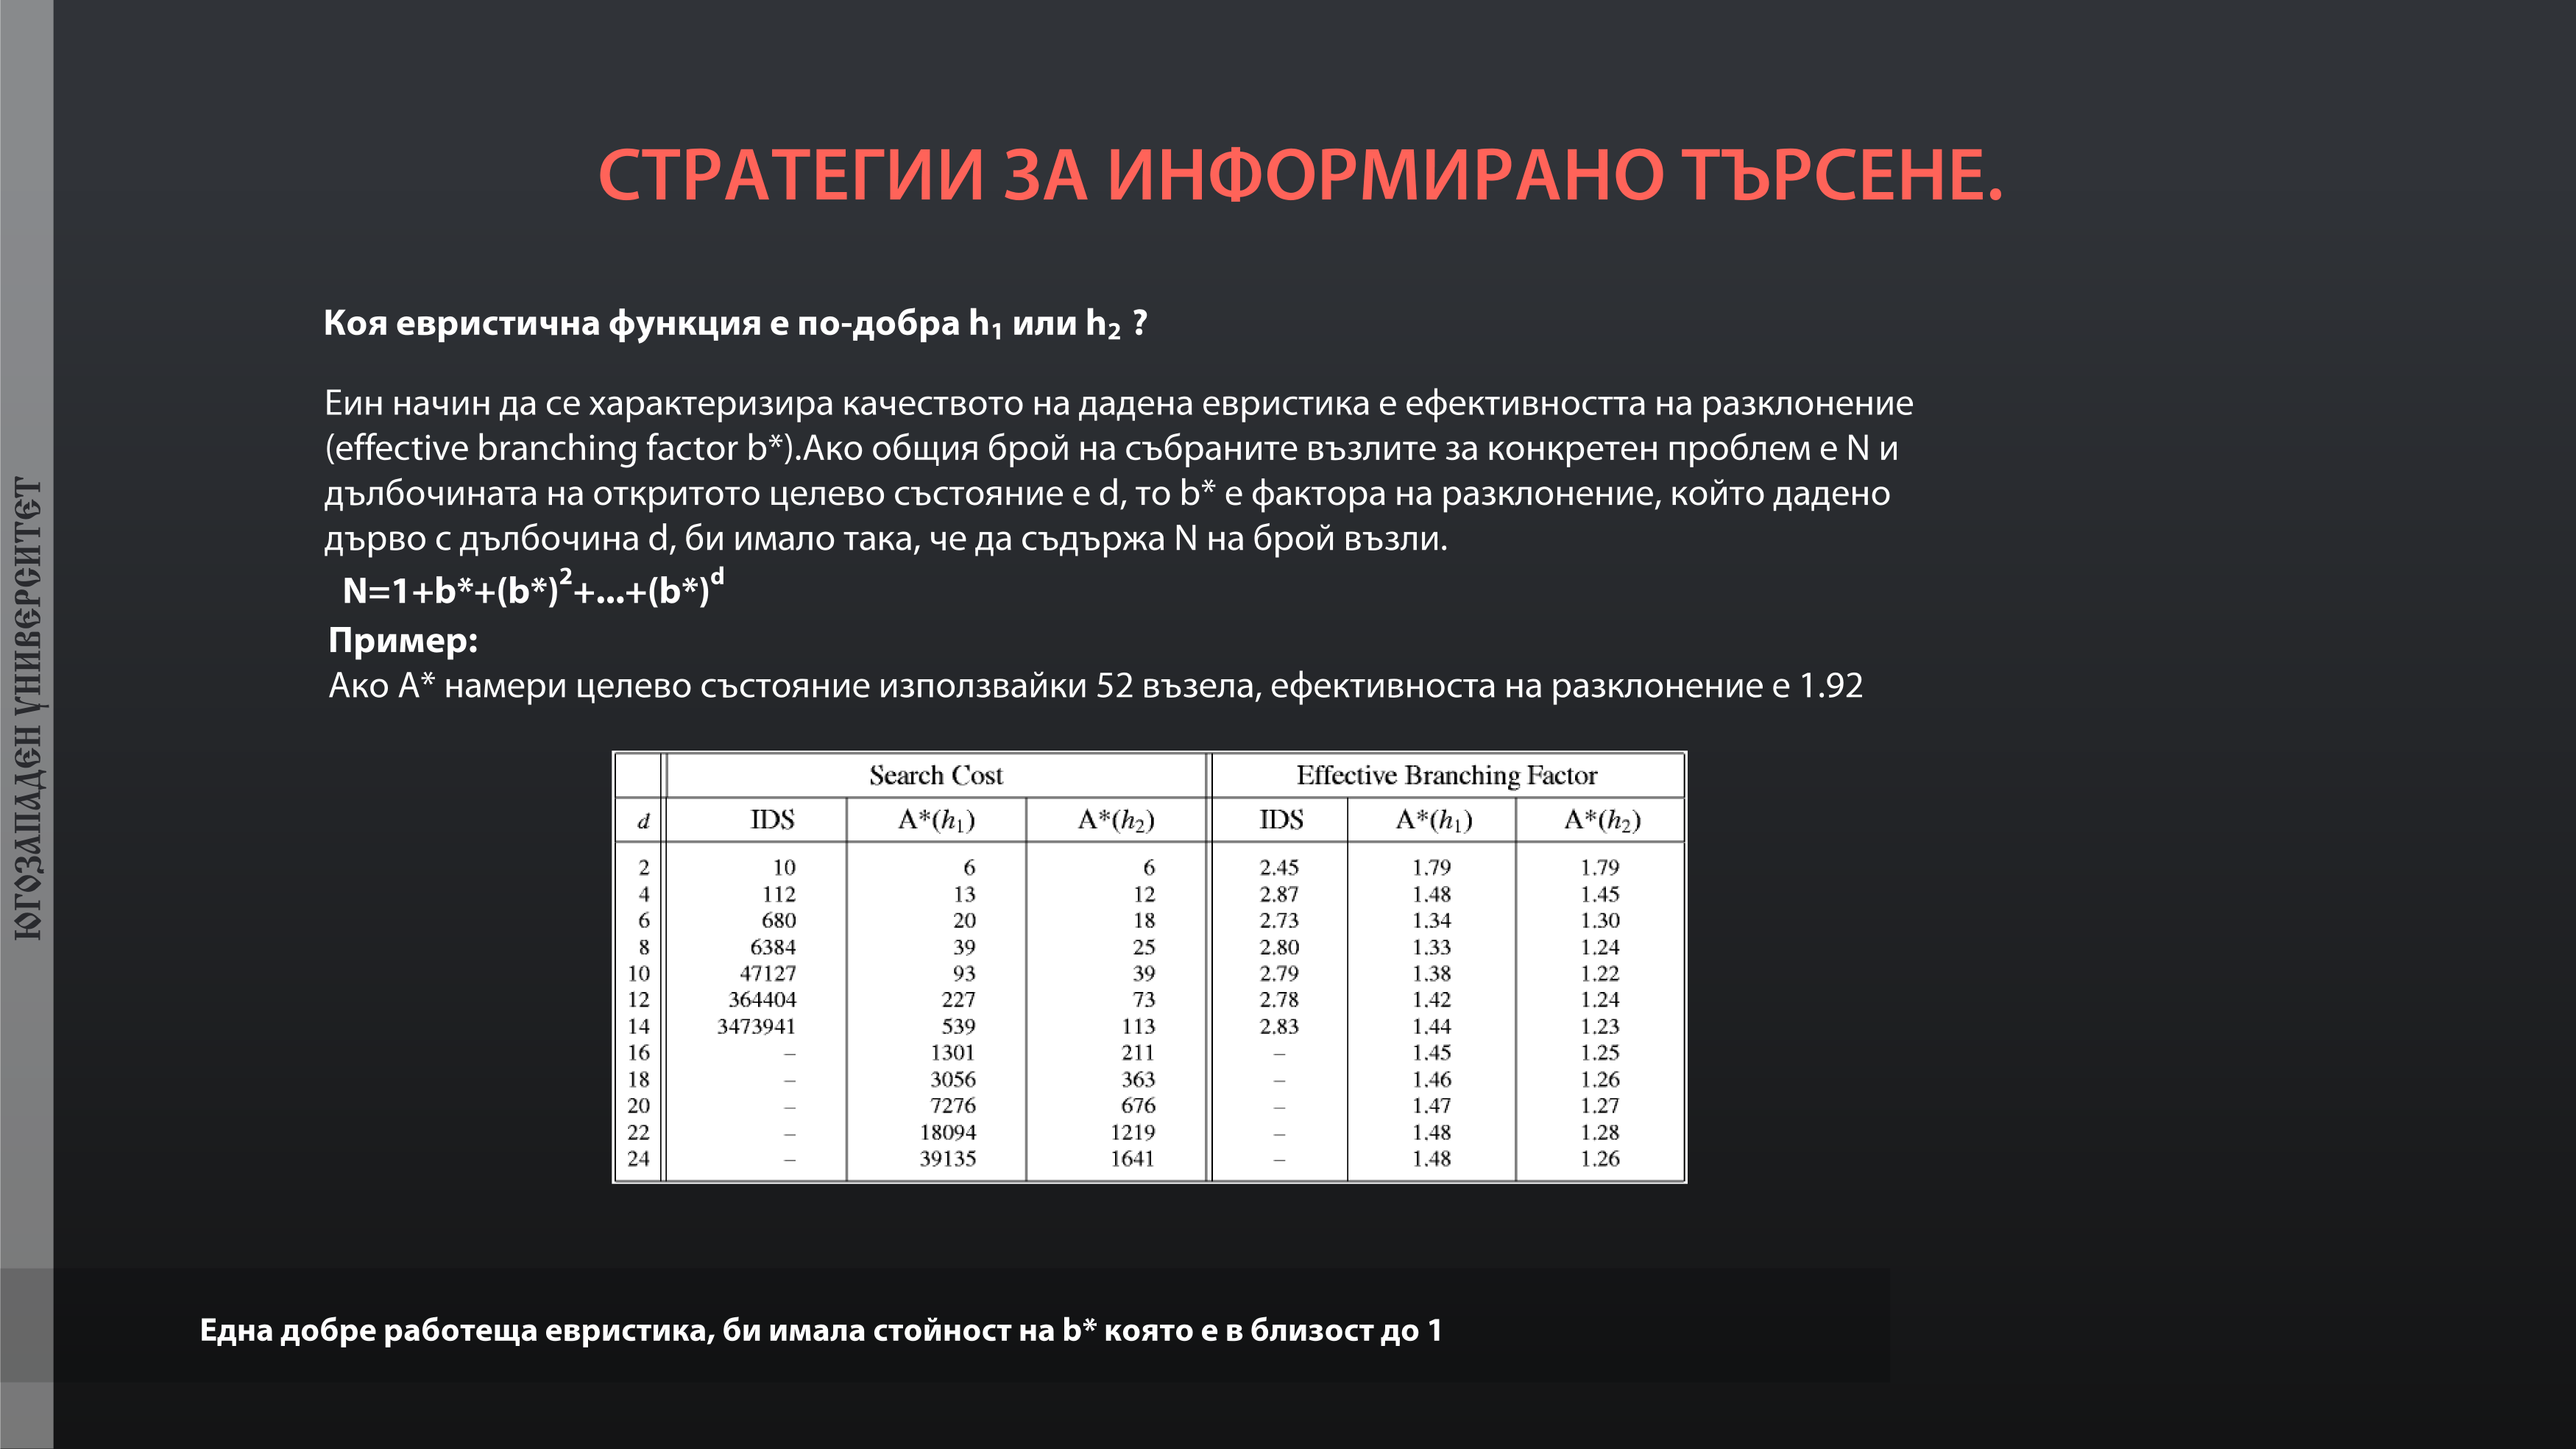 СТРАТЕГИИ ЗА ИНФОРМИРАНО ТЪРСЕНЕ.
ЮГОЗАПАДЕН УНИВЕРСИТЕТ
Коя евристична функция е по-добра h₁ или h₂ ?
Еин начин да се характеризира качеството на дадена евристика е ефективността на разклонение
(effective branching factor b*).Ако общия брой на събраните възлите за конкретен проблем е N и
дълбочината на откритото целево състояние е d, то b* е фактора на разклонение, който дадено
дърво с дълбочина d, би имало така, че да съдържа N на брой възли.
N=1+b*+(b*)²+...+(b*)ᵈ
Пример:
Ако A* намери целево състояние използвайки 52 възела, ефективноста на разклонение е 1.92
Search Cost Effective Branching Factor
d IDS A*(h₁) A*(h₂) IDS A*(h₁) A*(h₂)
2 10 6 6 2.45 1.79 1.79
4 112 13 12 2.87 1.48 1.45
6 680 20 18 2.73 1.34 1.30
8 6384 39 25 2.80 1.33 1.24
10 47127 93 39 2.79 1.38 1.22
12 364404 227 73 2.78 1.42 1.24
14 3473941 539 113 2.83 1.44 1.23
16 – 1301 211 – 1.45 1.25
18 – 3056 363 – 1.46 1.26
20 – 7276 676 – 1.47 1.27
22 – 18094 1219 – 1.48 1.28
24 – 39135 1641 – 1.48 1.26
Една добре работеща евристика, би имала стойност на b* която е в близост до 1